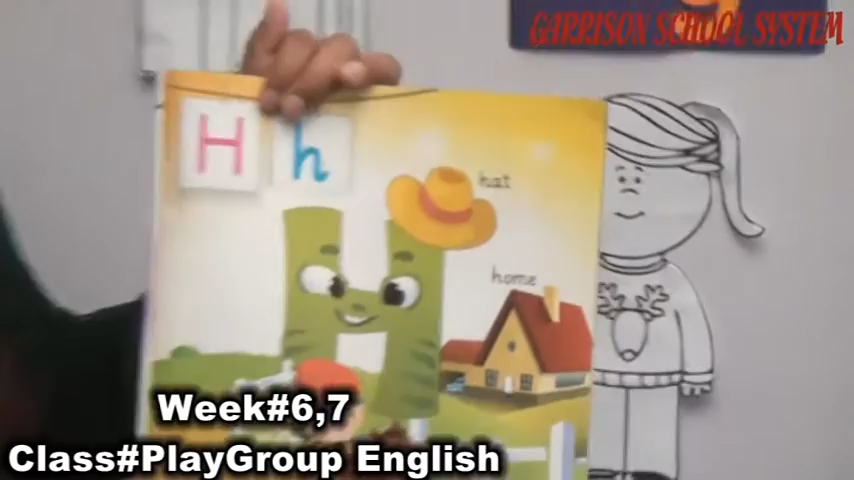 GARRISON SCHOOL SYSTEM
H h
hat
home
Week#6,7
Class#PlayGroup English